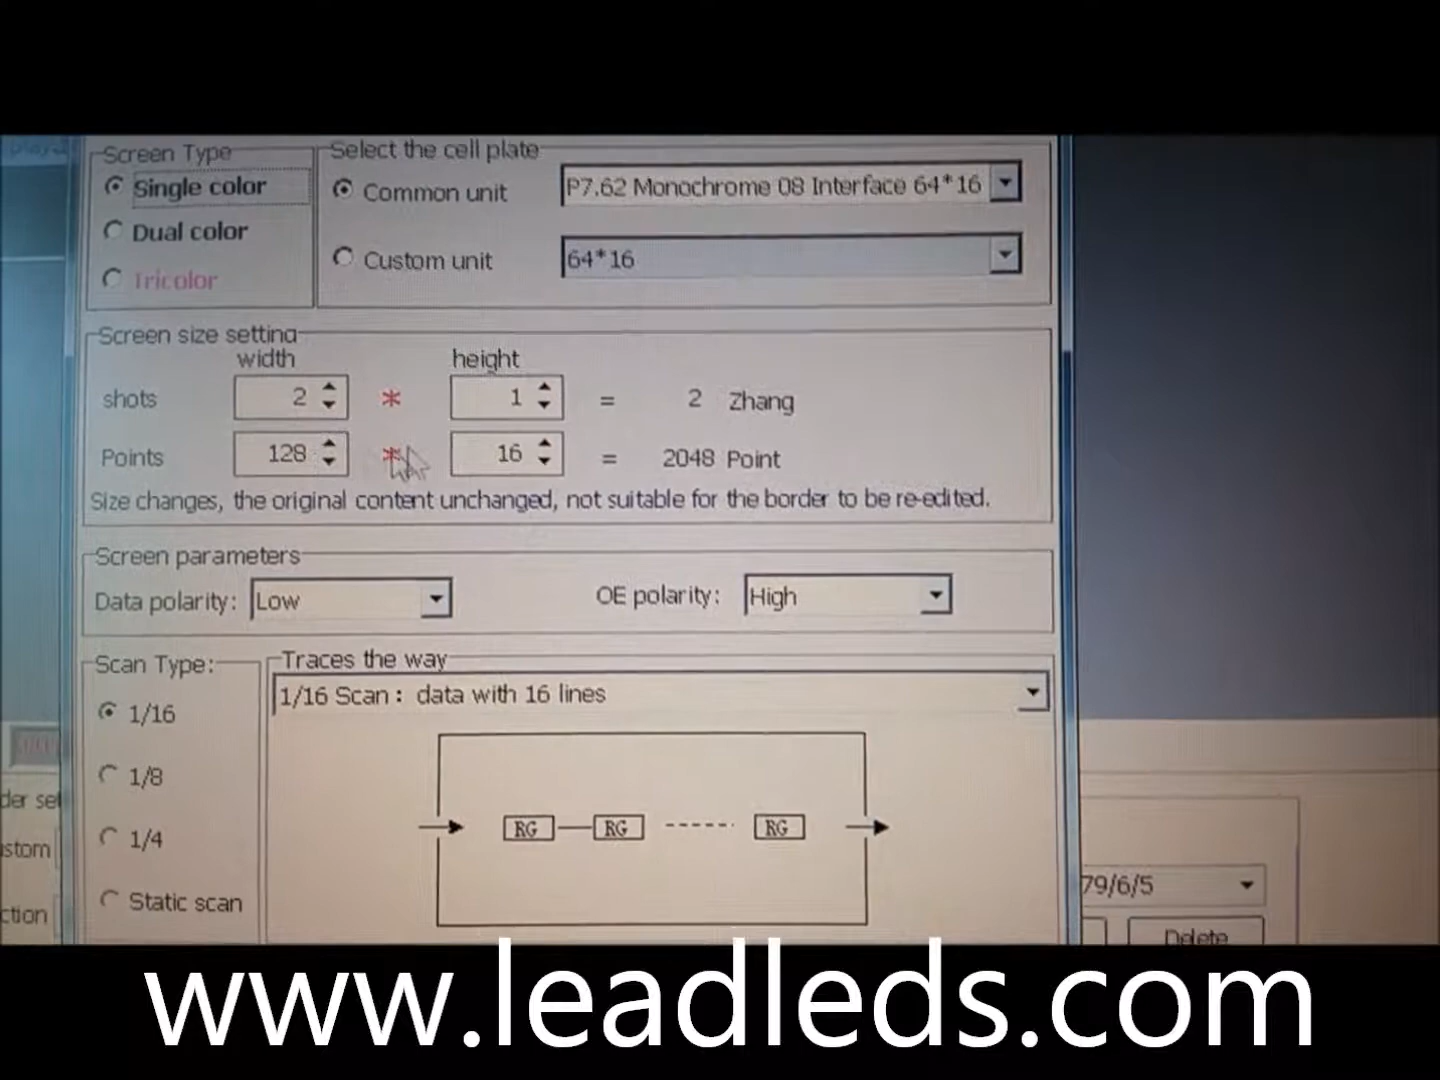 Screen Type
Select the cell plate
Single color
Common unit
P7.62 Monochrome 08 Interface 64*16
Dual color
Custom unit
64*16
Tricolor
Screen size setting
width
height
shots
2
*
1
=
2 Zhang
Points
128
*
16
=
2048 Point
Size changes, the original content unchanged, not suitable for the border to be re-edited.
Screen parameters
Data polarity:
Low
OE polarity:
High
Scan Type:
Traces the way
1/16 Scan : data with 16 lines
1/16
1/8
RG
RG
RG
1/4
Static scan
der set
stom
ction
79/6/5
Delete
www.leadleds.com